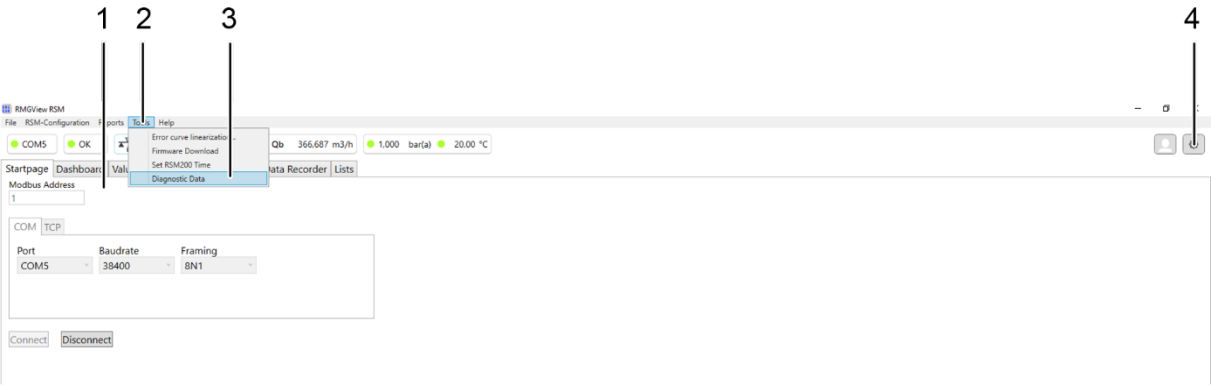 1 2 3 4
RMGView RSM
File RSM-Configuration Tools Help
Error curve linearization
Firmware Download
Set RSM200 Time
Diagnostic Data
COM5 OK Qb 366,687 m3/h 1.000 bar(a) 20.00 °C
Startpage Dashboard Recorder Lists
Modbus Address
1
COM TCP
Port Baudrate Framing
COM5 38400 8N1
Connect Disconnect